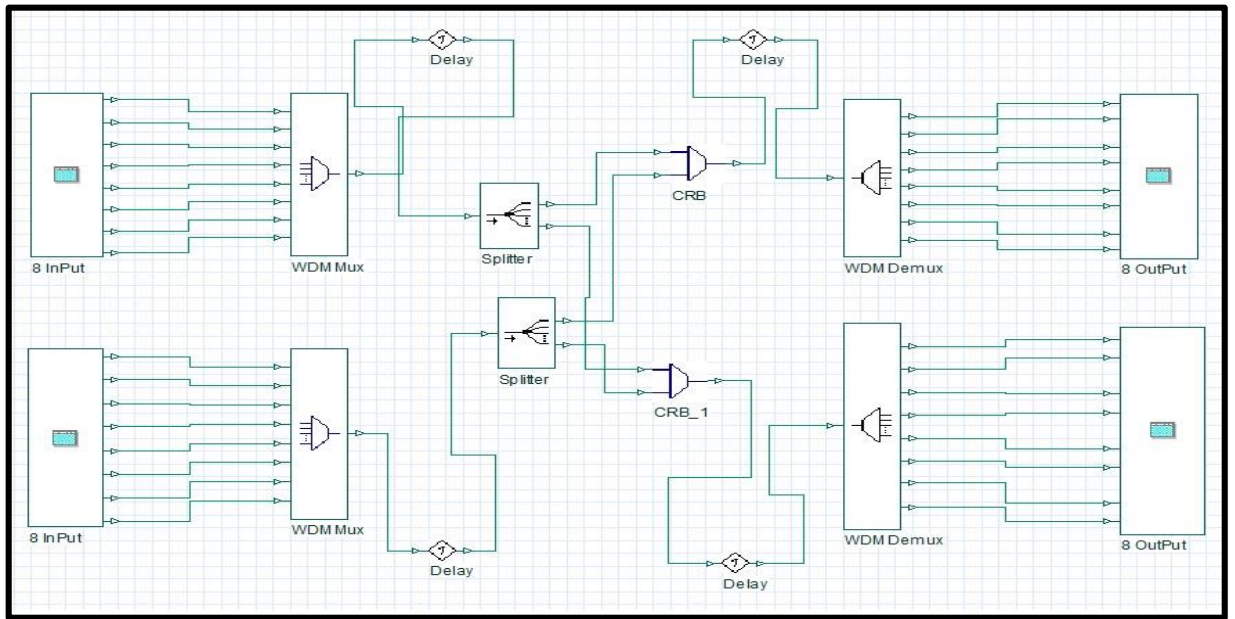 Delay
Delay
8 InPut
WDM Mux
Splitter
CRB
WDM Demux
8 OutPut
Splitter
CRB_1
8 InPut
WDM Mux
Delay
Delay
WDM Demux
8 OutPut